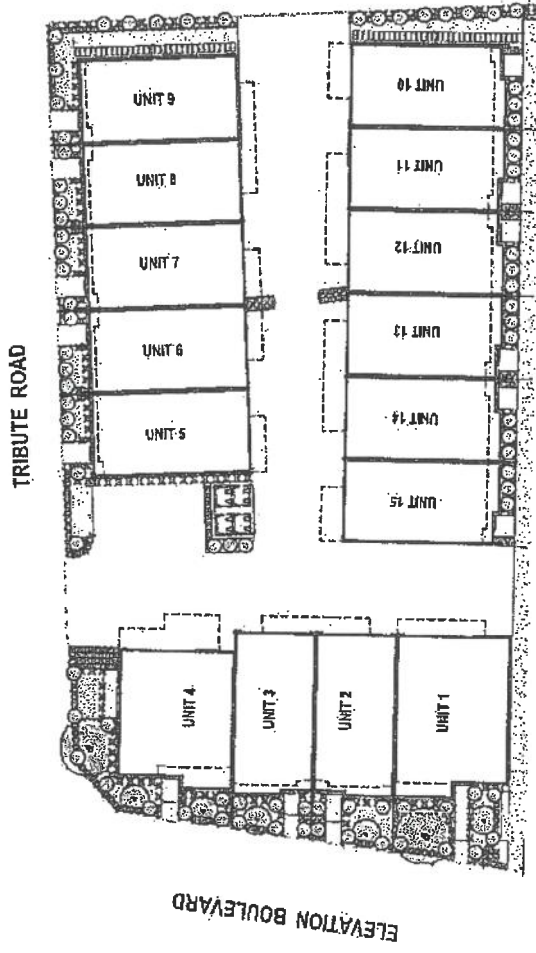 TRIBUTE ROAD
UNIT 9
UNIT 8
UNIT 7
UNIT 6
UNIT 5
UNIT 10
UNIT 11
UNIT 12
UNIT 13
UNIT 14
UNIT 15
UNIT 4
UNIT 3
UNIT 2
UNIT 1
ELEVATION BOULEVARD